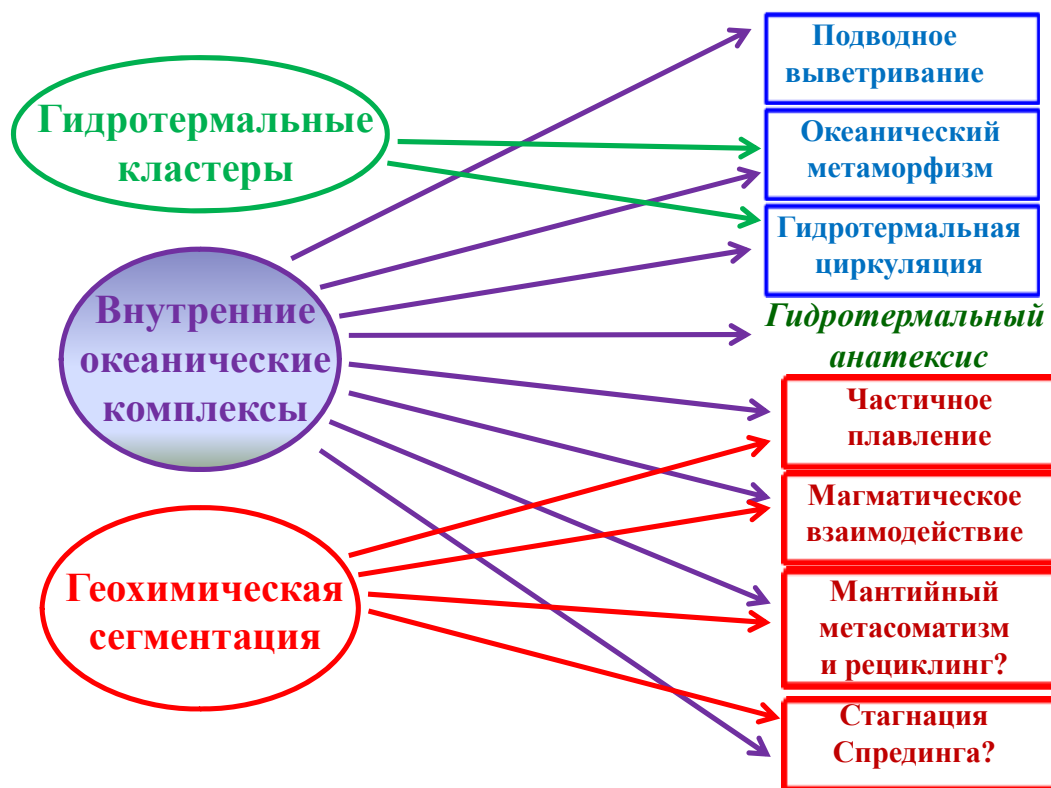 Гидротермальные
кластеры
Внутренние
океанические
комплексы
Геохимическая
сегментация
Подводное
выветривание
Океанический
метаморфизм
Гидротермальная
циркуляция
Гидротермальный
анатексис
Частичное
плавление
Магматическое
взаимодействие
Мантийный
метасоматизм
и рециклинг?
Стагнация
Спрединга?